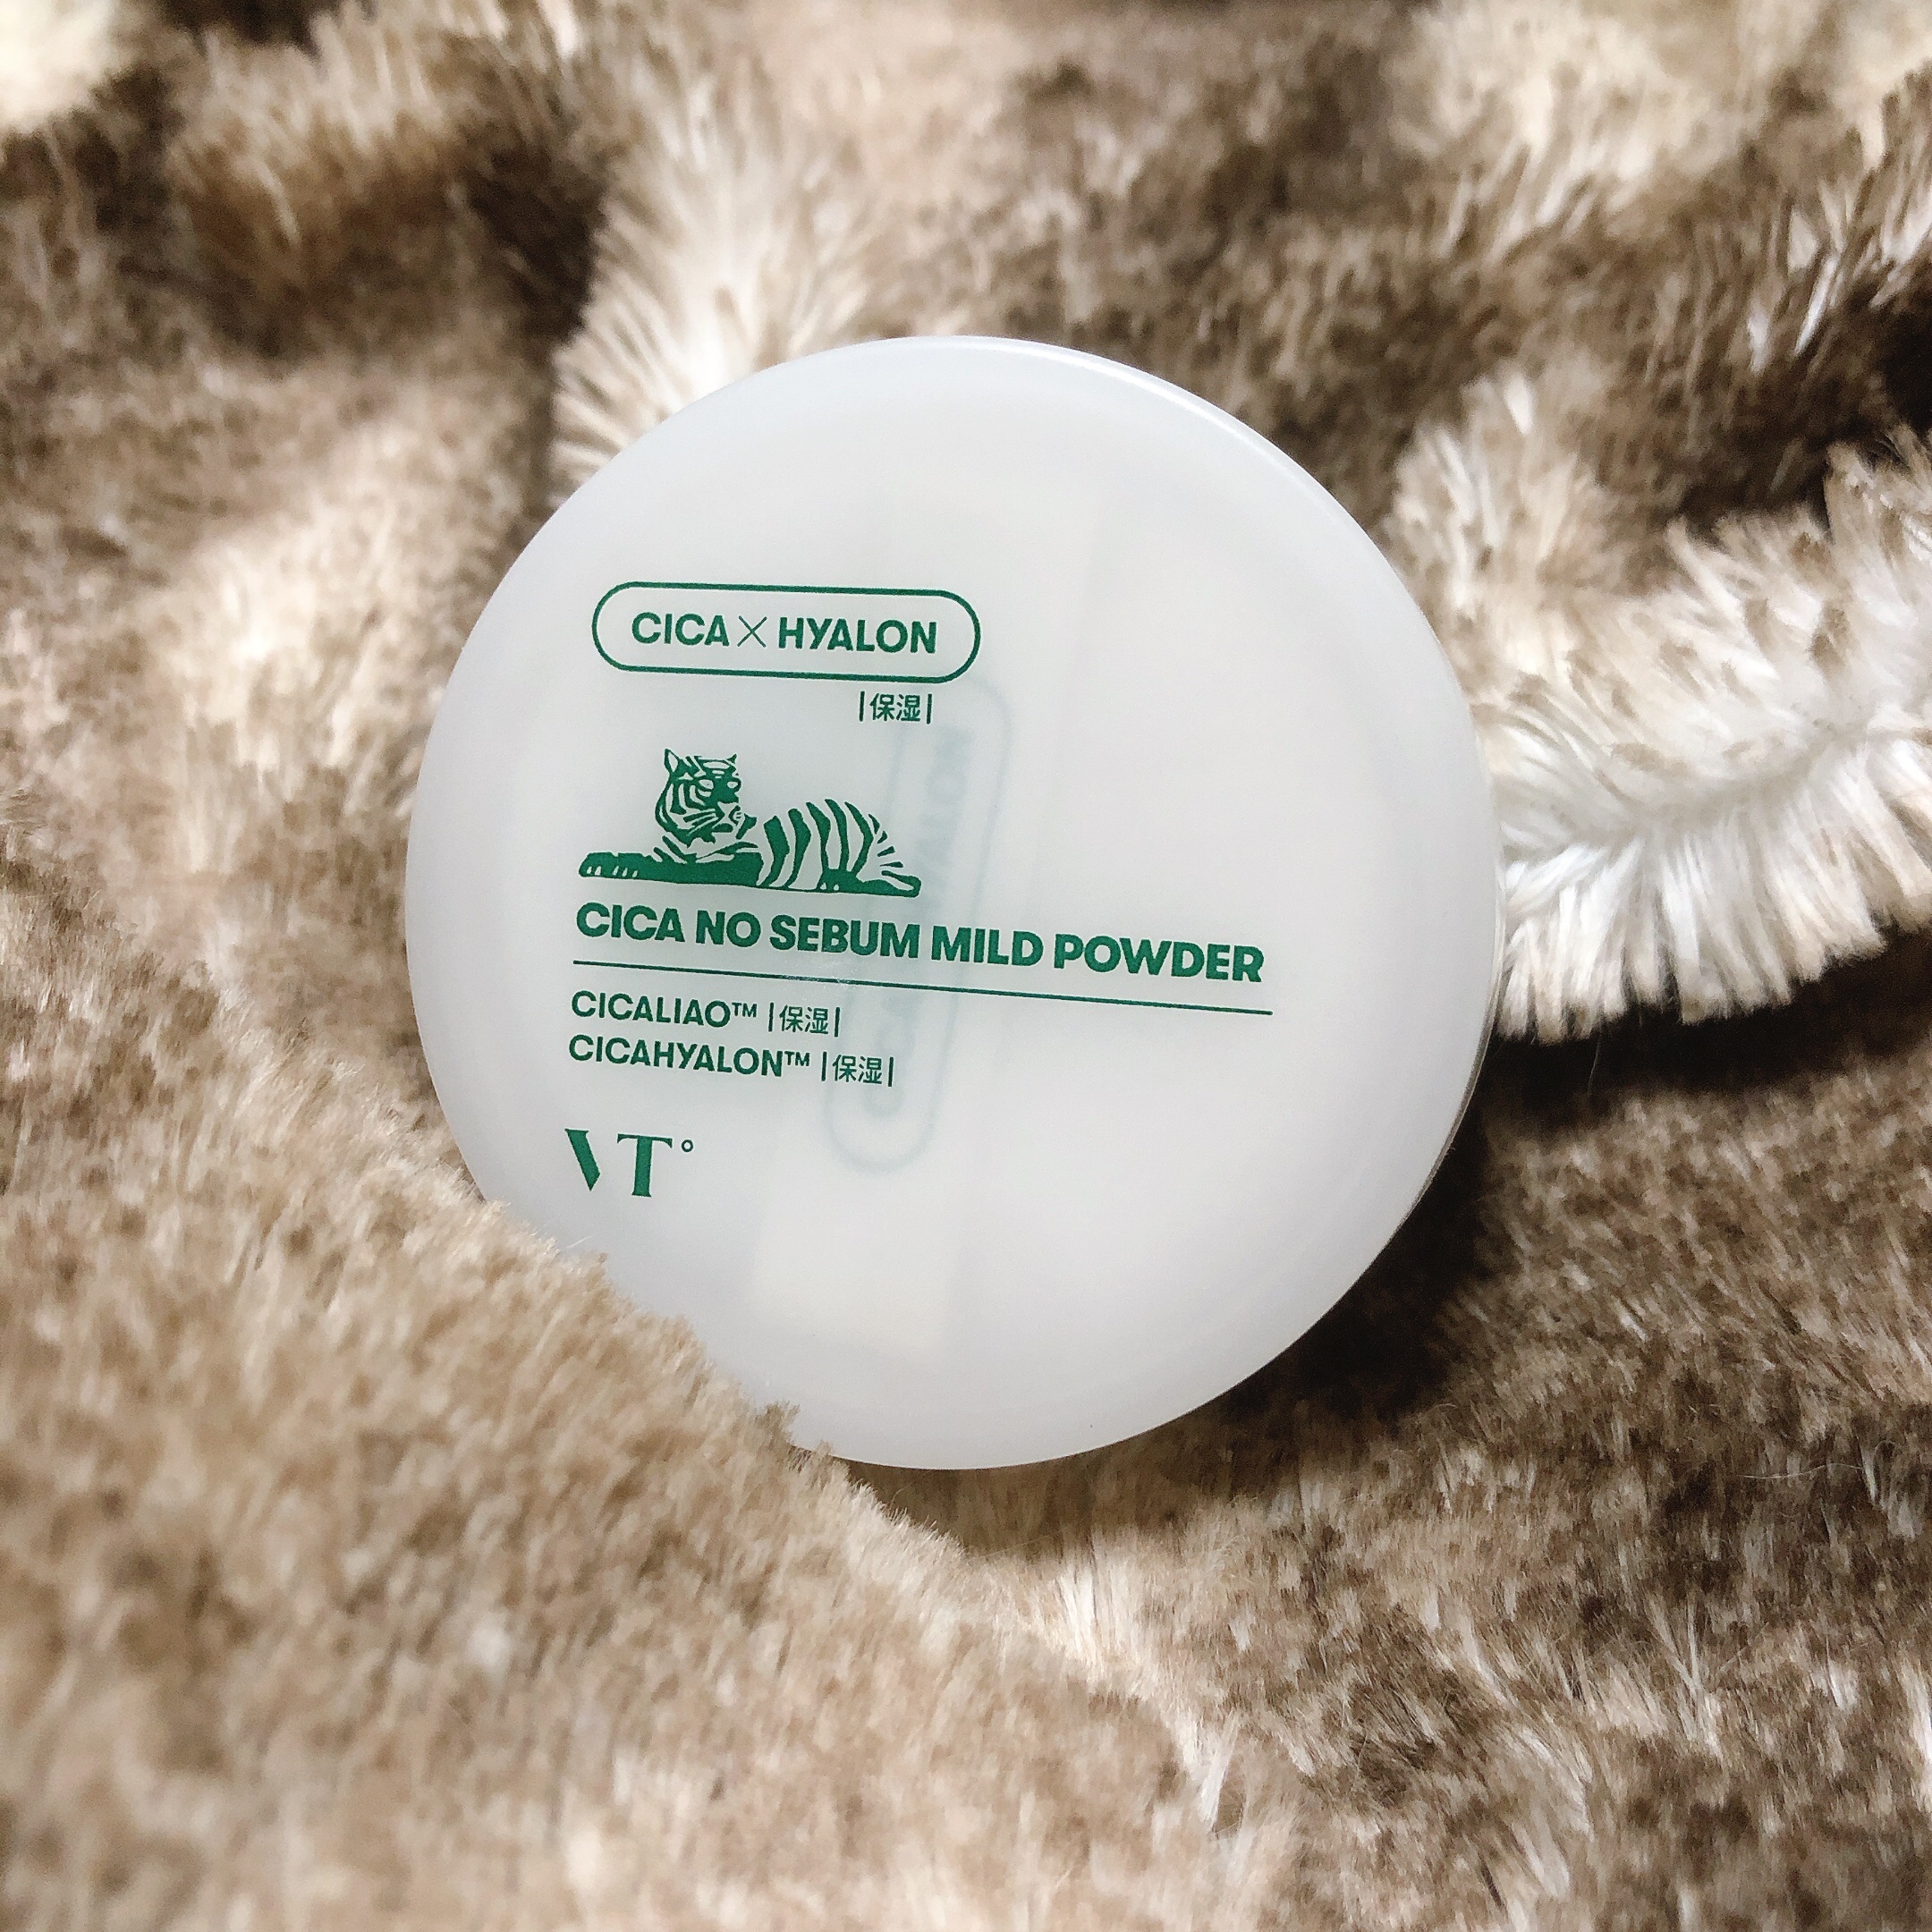 CICA×HYALON
|保湿|
CICA NO SEBUM MILD POWDER
CICALIAO™ |保湿|
CICAHYALON™ |保湿|
VT°